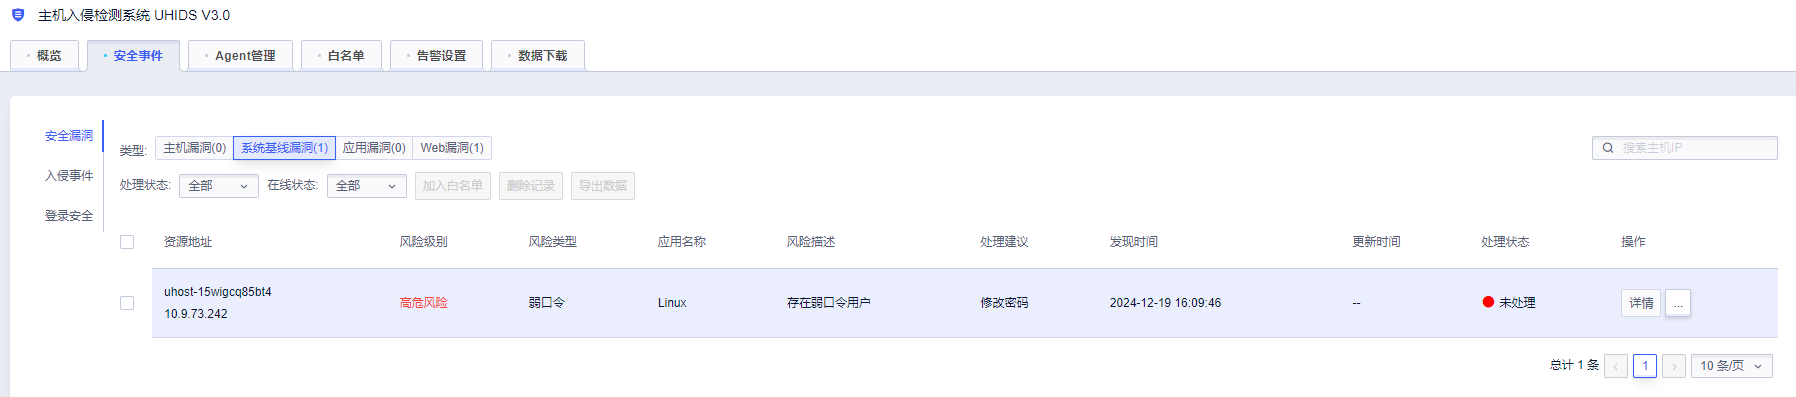 主机入侵检测系统 UHIDS V3.0
概览 安全事件 Agent管理 白名单 告警设置 数据下载
安全漏洞
入侵事件
登录安全
类型: 主机漏洞(0) 系统基线漏洞(1) 应用漏洞(0) Web漏洞(1) 搜索主机IP
处理状态: 全部 在线状态: 全部 加入白名单 删除记录 导出数据
资源地址 风险级别 风险类型 应用名称 风险描述 处理建议 发现时间 更新时间 处理状态 操作
uhost-15wigcq85bt4
10.9.73.242
高危风险 弱口令 Linux 存在弱口令用户 修改密码 2024-12-19 16:09:46 -- 未处理 详情 ...
总计 1 条 ‹ 1 › 10 条/页